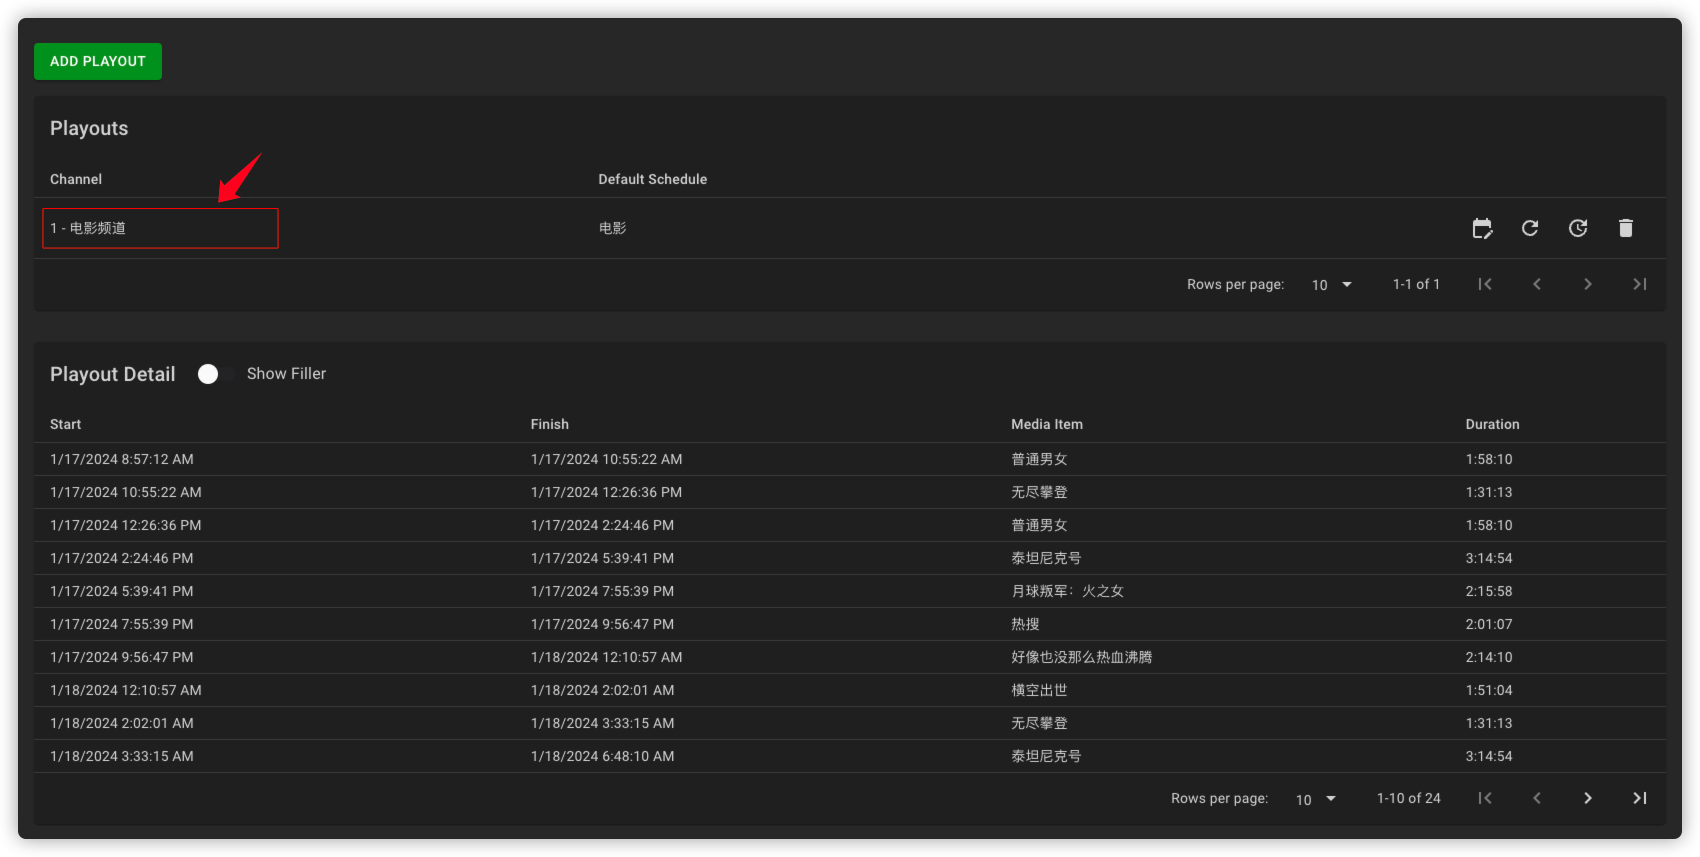 ADD PLAYOUT
Playouts
Channel Default Schedule
1 - 电影频道 电影
Rows per page: 10 1-1 of 1
Playout Detail Show Filler
Start Finish Media Item Duration
1/17/2024 8:57:12 AM 1/17/2024 10:55:22 AM 普通男女 1:58:10
1/17/2024 10:55:22 AM 1/17/2024 12:26:36 PM 无尽攀登 1:31:13
1/17/2024 12:26:36 PM 1/17/2024 2:24:46 PM 普通男女 1:58:10
1/17/2024 2:24:46 PM 1/17/2024 5:39:41 PM 泰坦尼克号 3:14:54
1/17/2024 5:39:41 PM 1/17/2024 7:55:39 PM 月球叛军：火之女 2:15:58
1/17/2024 7:55:39 PM 1/17/2024 9:56:47 PM 热搜 2:01:07
1/17/2024 9:56:47 PM 1/18/2024 12:10:57 AM 好像也没那么热血沸腾 2:14:10
1/18/2024 12:10:57 AM 1/18/2024 2:02:01 AM 横空出世 1:51:04
1/18/2024 2:02:01 AM 1/18/2024 3:33:15 AM 无尽攀登 1:31:13
1/18/2024 3:33:15 AM 1/18/2024 6:48:10 AM 泰坦尼克号 3:14:54
Rows per page: 10 1-10 of 24